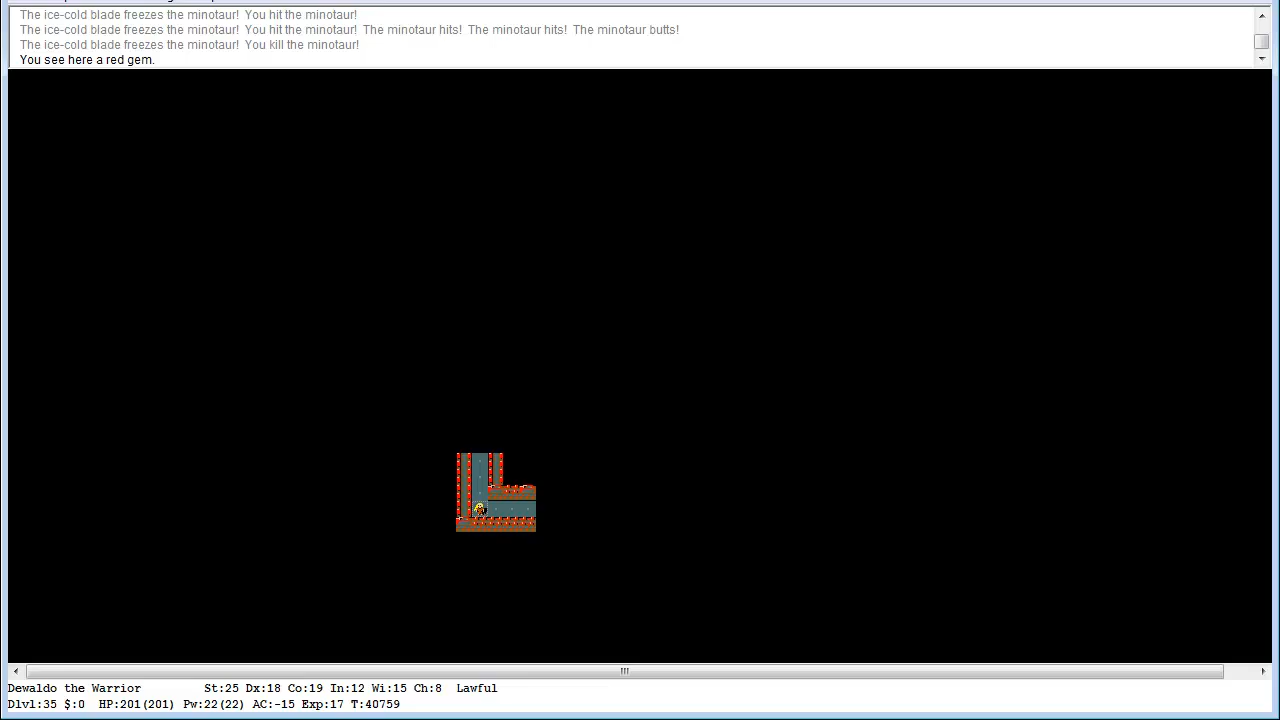 The ice-cold blade freezes the minotaur! You hit the minotaur!
The ice-cold blade freezes the minotaur! You hit the minotaur! The minotaur hits! The minotaur hits! The minotaur butts!
The ice-cold blade freezes the minotaur! You kill the minotaur!
You see here a red gem.
Dewaldo the Warrior St:25 Dx:18 Co:19 In:12 Wi:15 Ch:8 Lawful
Dlvl:35 $:0 HP:201(201) Pw:22(22) AC:-15 Exp:17 T:40759